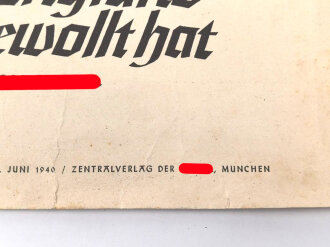 ewollt hat
. JUNI 1940 / ZENTRALVERLAG DER , MÜNCHEN